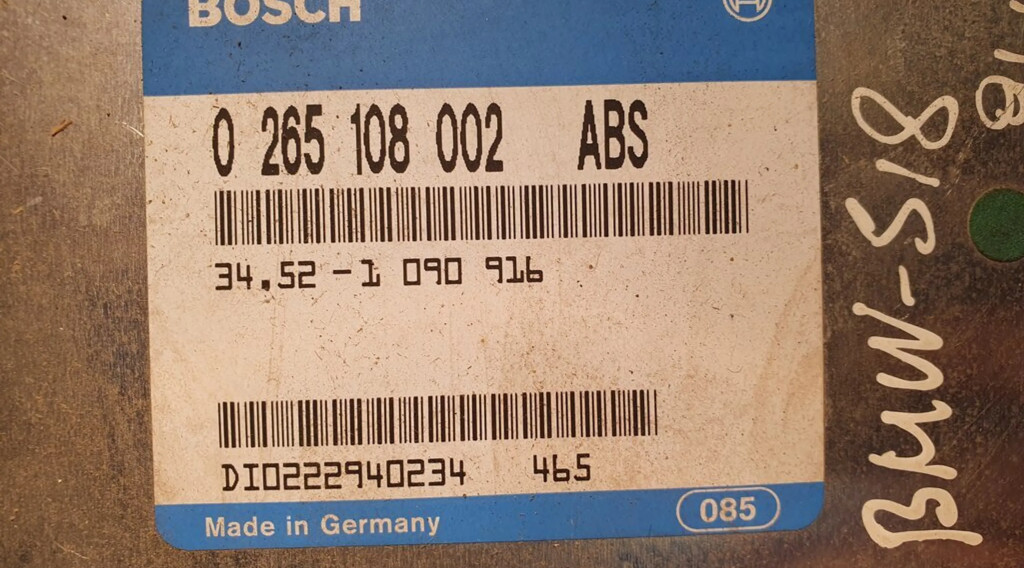 BOSCH
0 265 108 002 ABS
34.52-1 090 916
DI0222940234 465
Made in Germany
085
BMW-518